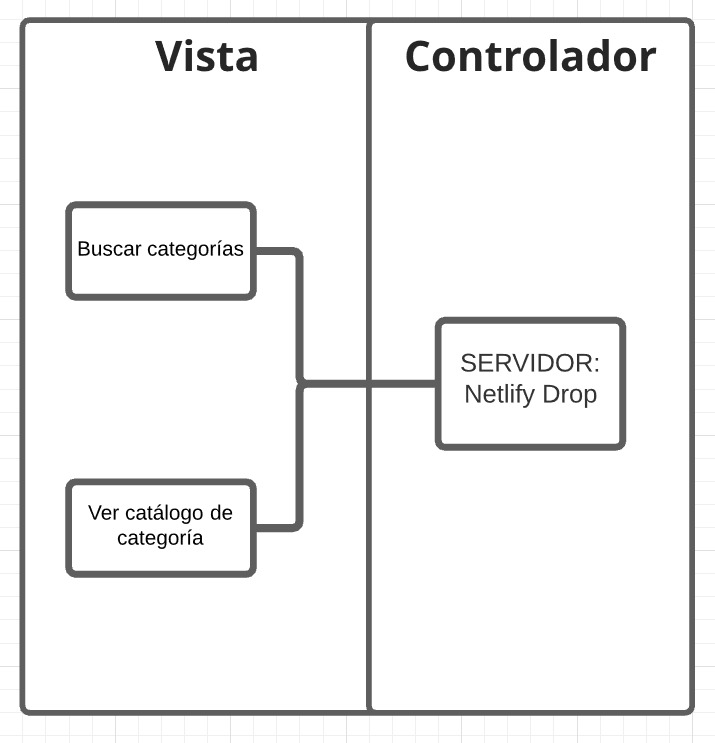 Vista
Controlador
Buscar categorías
SERVIDOR:
Netlify Drop
Ver catálogo de
categoría